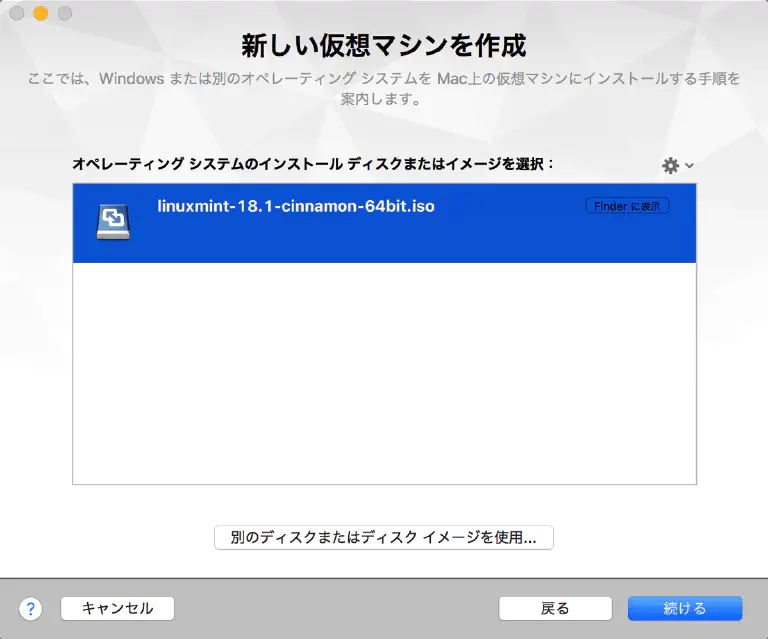 新しい仮想マシンを作成
ここでは、Windows または別のオペレーティング システムを Mac上の仮想マシンにインストールする手順を
案内します。
オペレーティング システムのインストール ディスクまたはイメージを選択：
linuxmint-18.1-cinnamon-64bit.iso
Finder に表示
別のディスクまたはディスク イメージを使用...
?
キャンセル
戻る
続ける